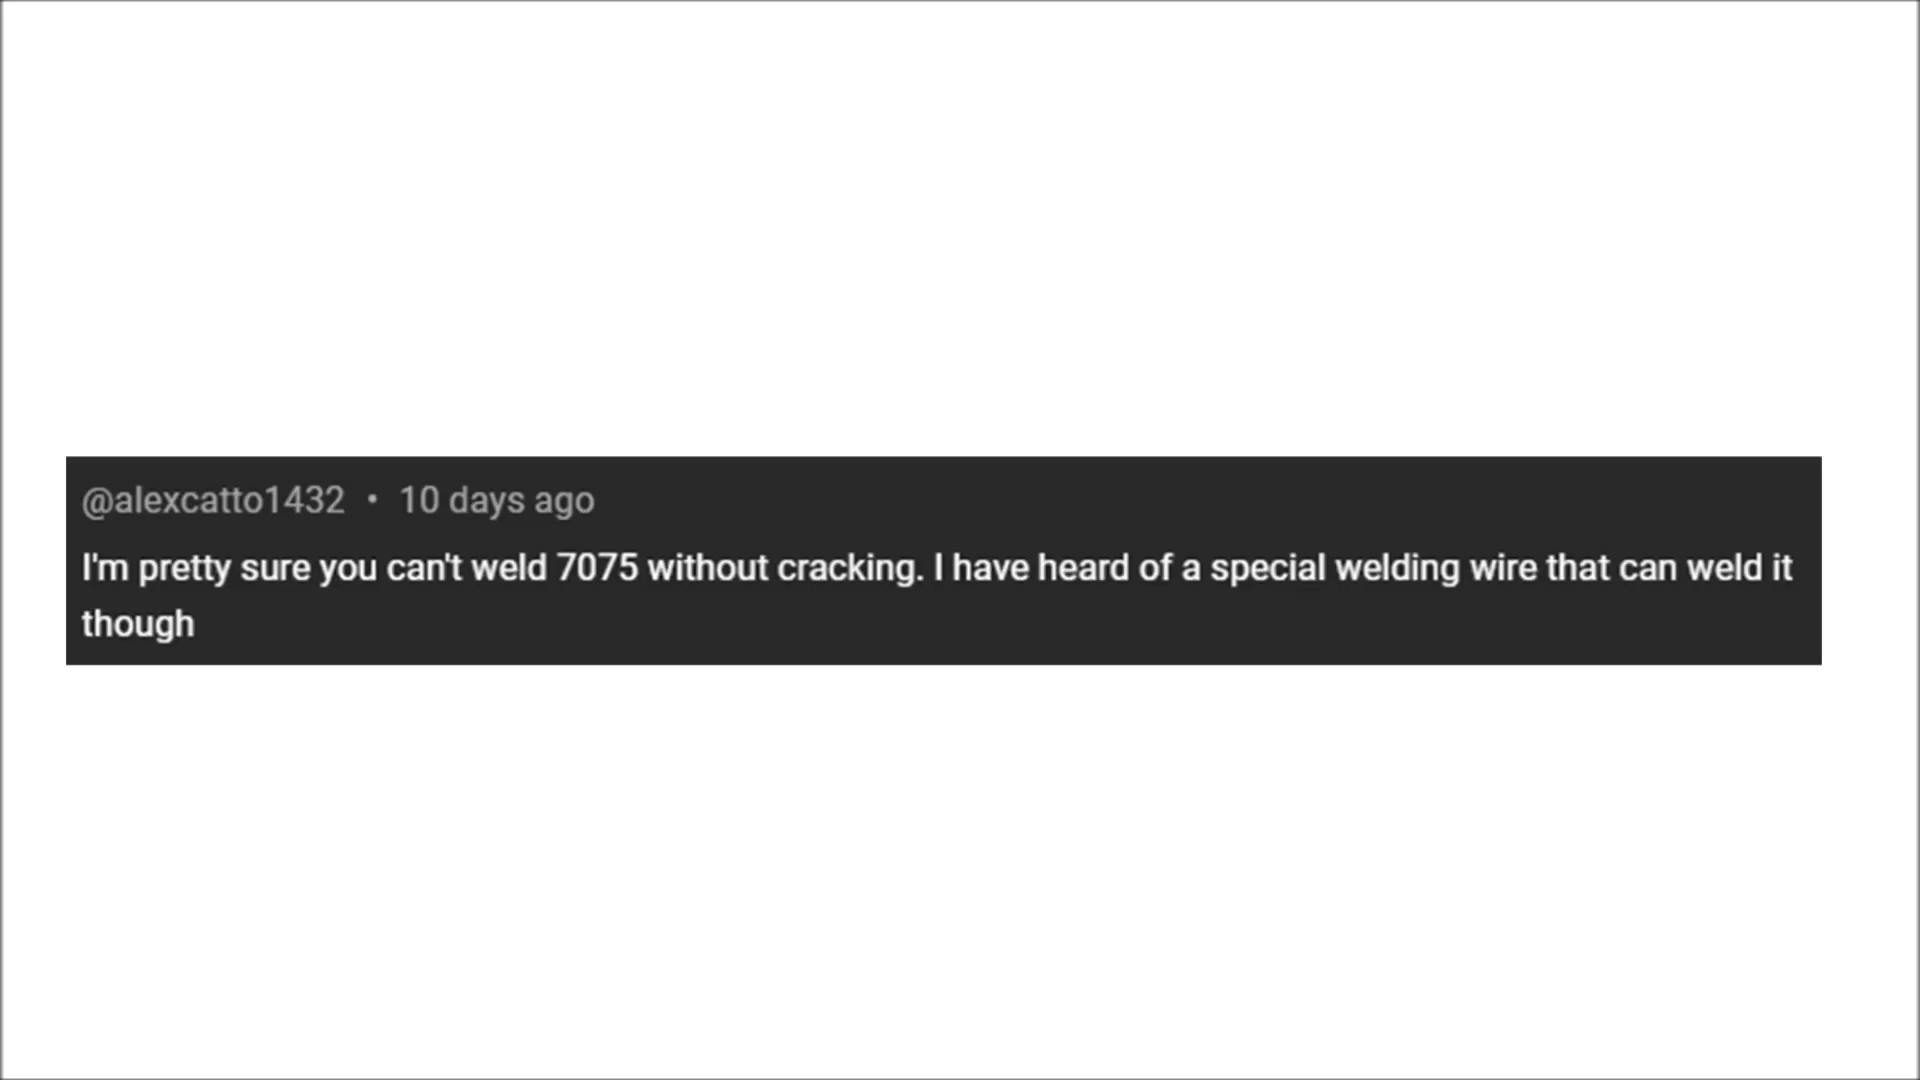 @alexcatto1432 • 10 days ago
I'm pretty sure you can't weld 7075 without cracking. I have heard of a special welding wire that can weld it
though